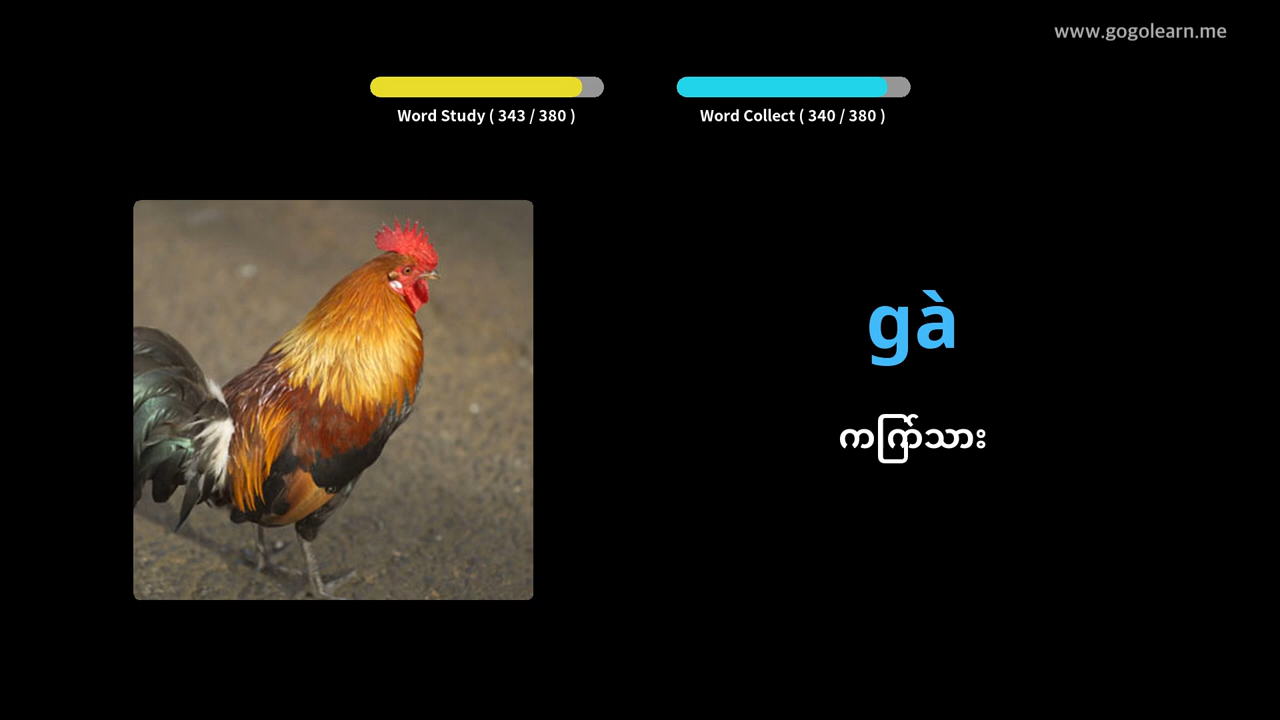 www.gogolearn.me
Word Study ( 343 / 380 )
Word Collect ( 340 / 380 )
gà
ကြက်သား